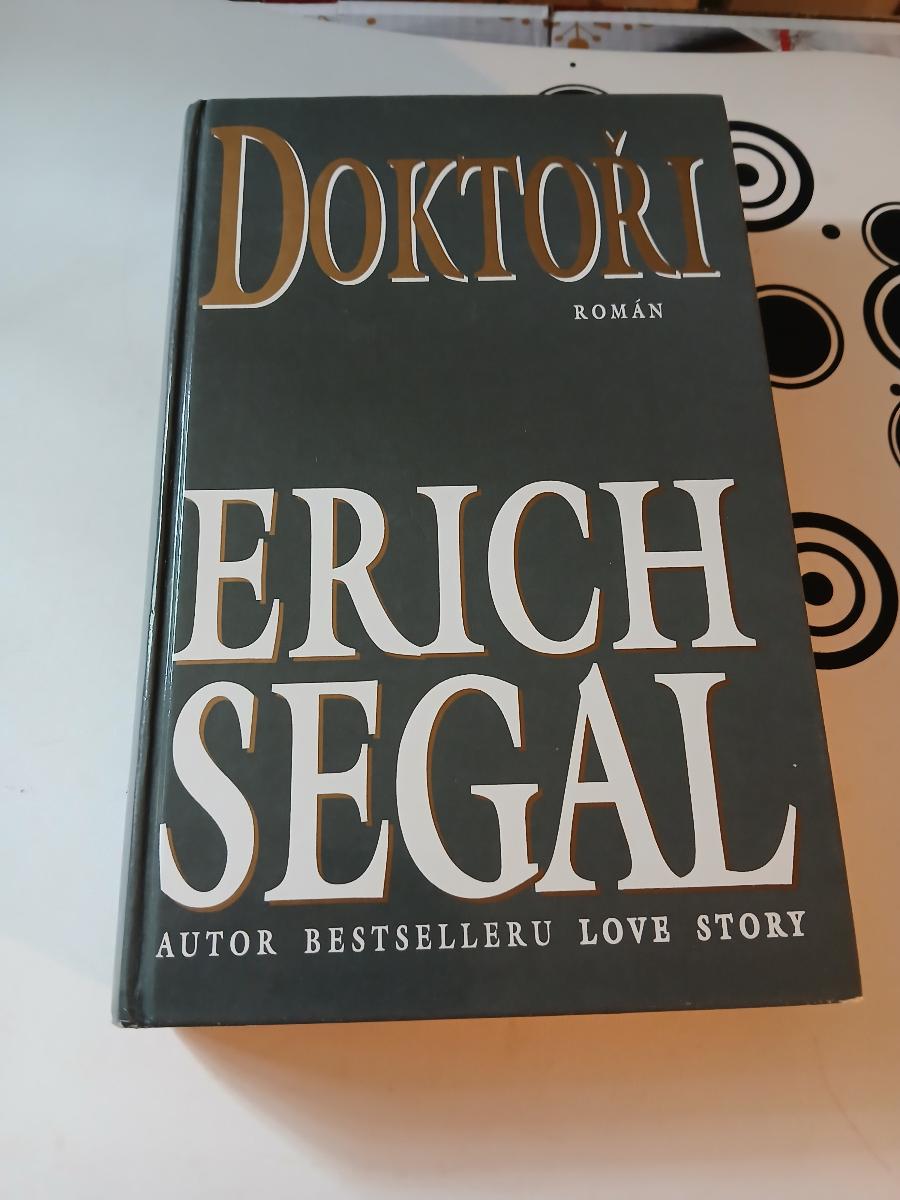 DOKTOŘI
ROMÁN
ERICH
SEGAL
AUTOR BESTSELLERU LOVE STORY